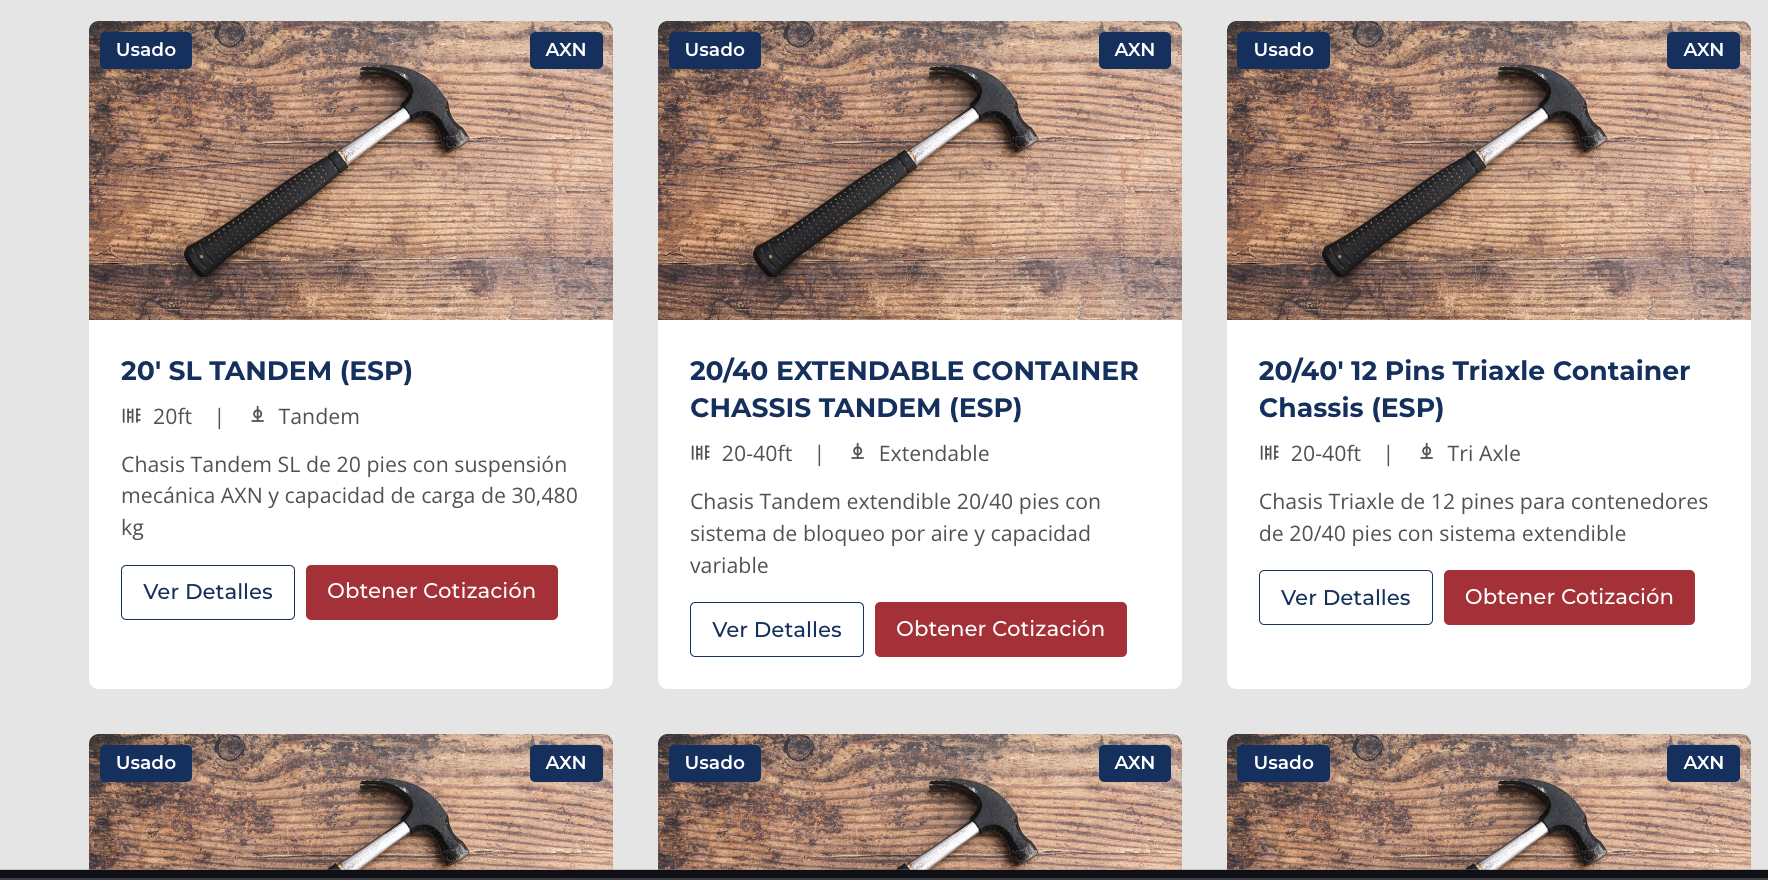 Usado
AXN
Usado
AXN
Usado
AXN
20' SL TANDEM (ESP)
20ft | Tandem
Chasis Tandem SL de 20 pies con suspensión
mecánica AXN y capacidad de carga de 30,480
kg
Ver Detalles
Obtener Cotización
20/40 EXTENDABLE CONTAINER
CHASSIS TANDEM (ESP)
20-40ft | Extendable
Chasis Tandem extendible 20/40 pies con
sistema de bloqueo por aire y capacidad
variable
Ver Detalles
Obtener Cotización
20/40' 12 Pins Triaxle Container
Chassis (ESP)
20-40ft | Tri Axle
Chasis Triaxle de 12 pines para contenedores
de 20/40 pies con sistema extendible
Ver Detalles
Obtener Cotización
Usado
AXN
Usado
AXN
Usado
AXN